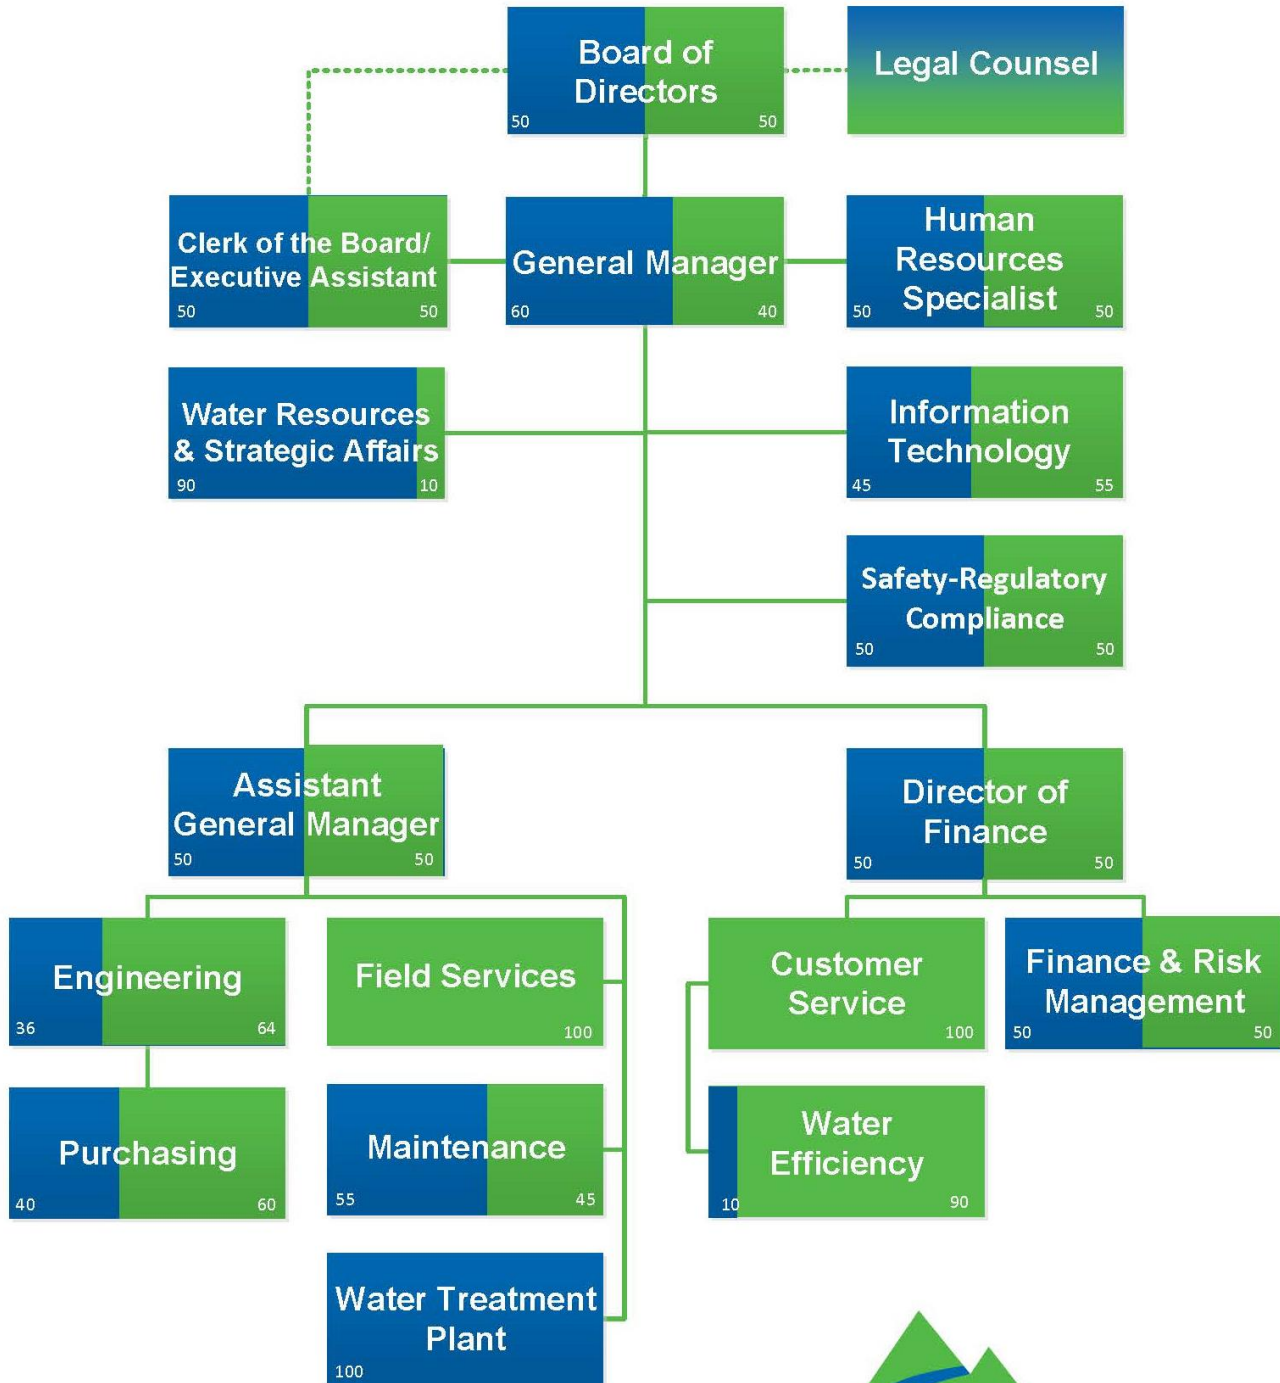 Board of
Directors
50 50
Legal Counsel
Clerk of the Board/
Executive Assistant
50 50
General Manager
60 40
Human
Resources
Specialist
50 50
Water Resources
& Strategic Affairs
90 10
Information
Technology
45 55
Safety-Regulatory
Compliance
50 50
Assistant
General Manager
50 50
Director of
Finance
50 50
Engineering
36 64
Field Services
100
Customer
Service
100
Finance & Risk
Management
50 50
Purchasing
40 60
Maintenance
55 45
Water
Efficiency
10 90
Water Treatment
Plant
100